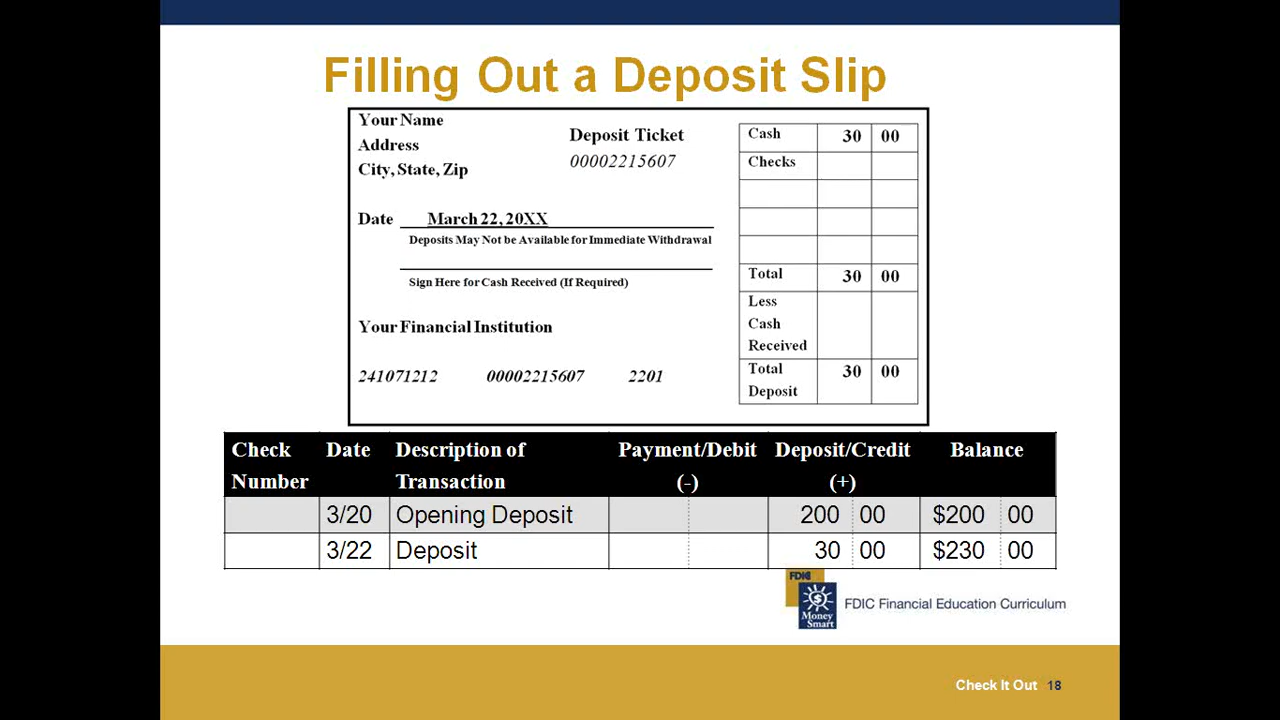 Filling Out a Deposit Slip
Your Name
Address
City, State, Zip
Deposit Ticket
00002215607
Date March 22, 20XX
Deposits May Not be Available for Immediate Withdrawal
Sign Here for Cash Received (If Required)
Your Financial Institution
241071212 00002215607 2201
Cash 30 00
Checks
Total 30 00
Less
Cash
Received
Total 30 00
Deposit
Check Date Description of Payment/Debit Deposit/Credit Balance
Number Transaction (-) (+)
3/20 Opening Deposit 200 00 $200 00
3/22 Deposit 30 00 $230 00
FDIC
$
Money
Smart
FDIC Financial Education Curriculum
Check It Out 18